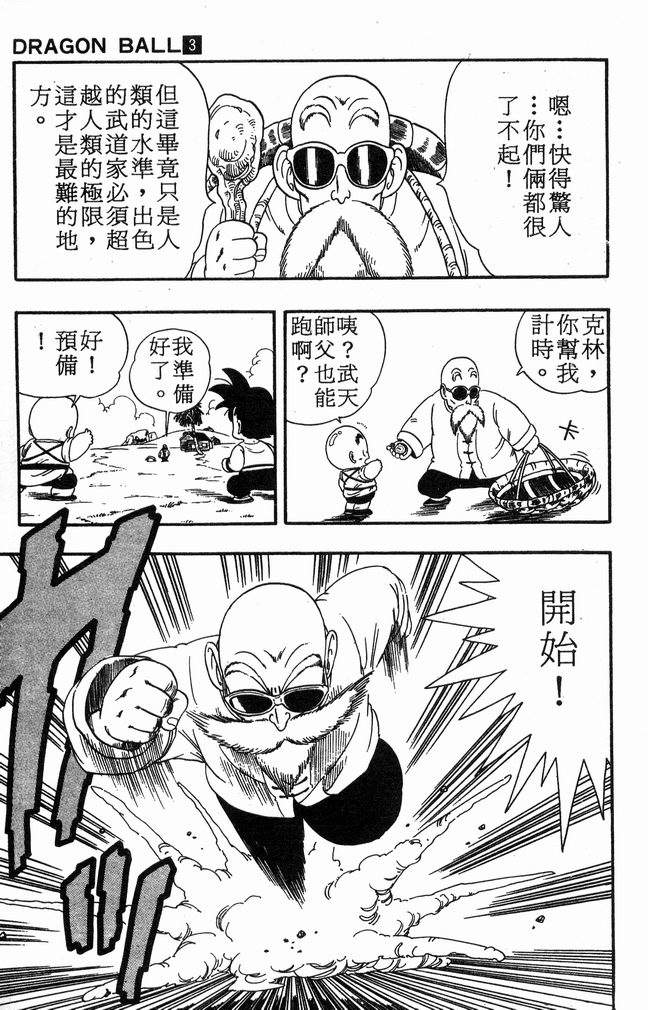 DRAGON BALL 3
嗯…快得驚人
…你們倆都很
了不起！
但這畢竟只是人
類的水準，出色
的武道家必須超
越人類的極限，
這才是最難的地
方。
克林，
你幫我
計時。
咦？武天
師父也能
跑啊？
卡
我準備
好了。
好！
預備
！
開始！
ガ
ッ